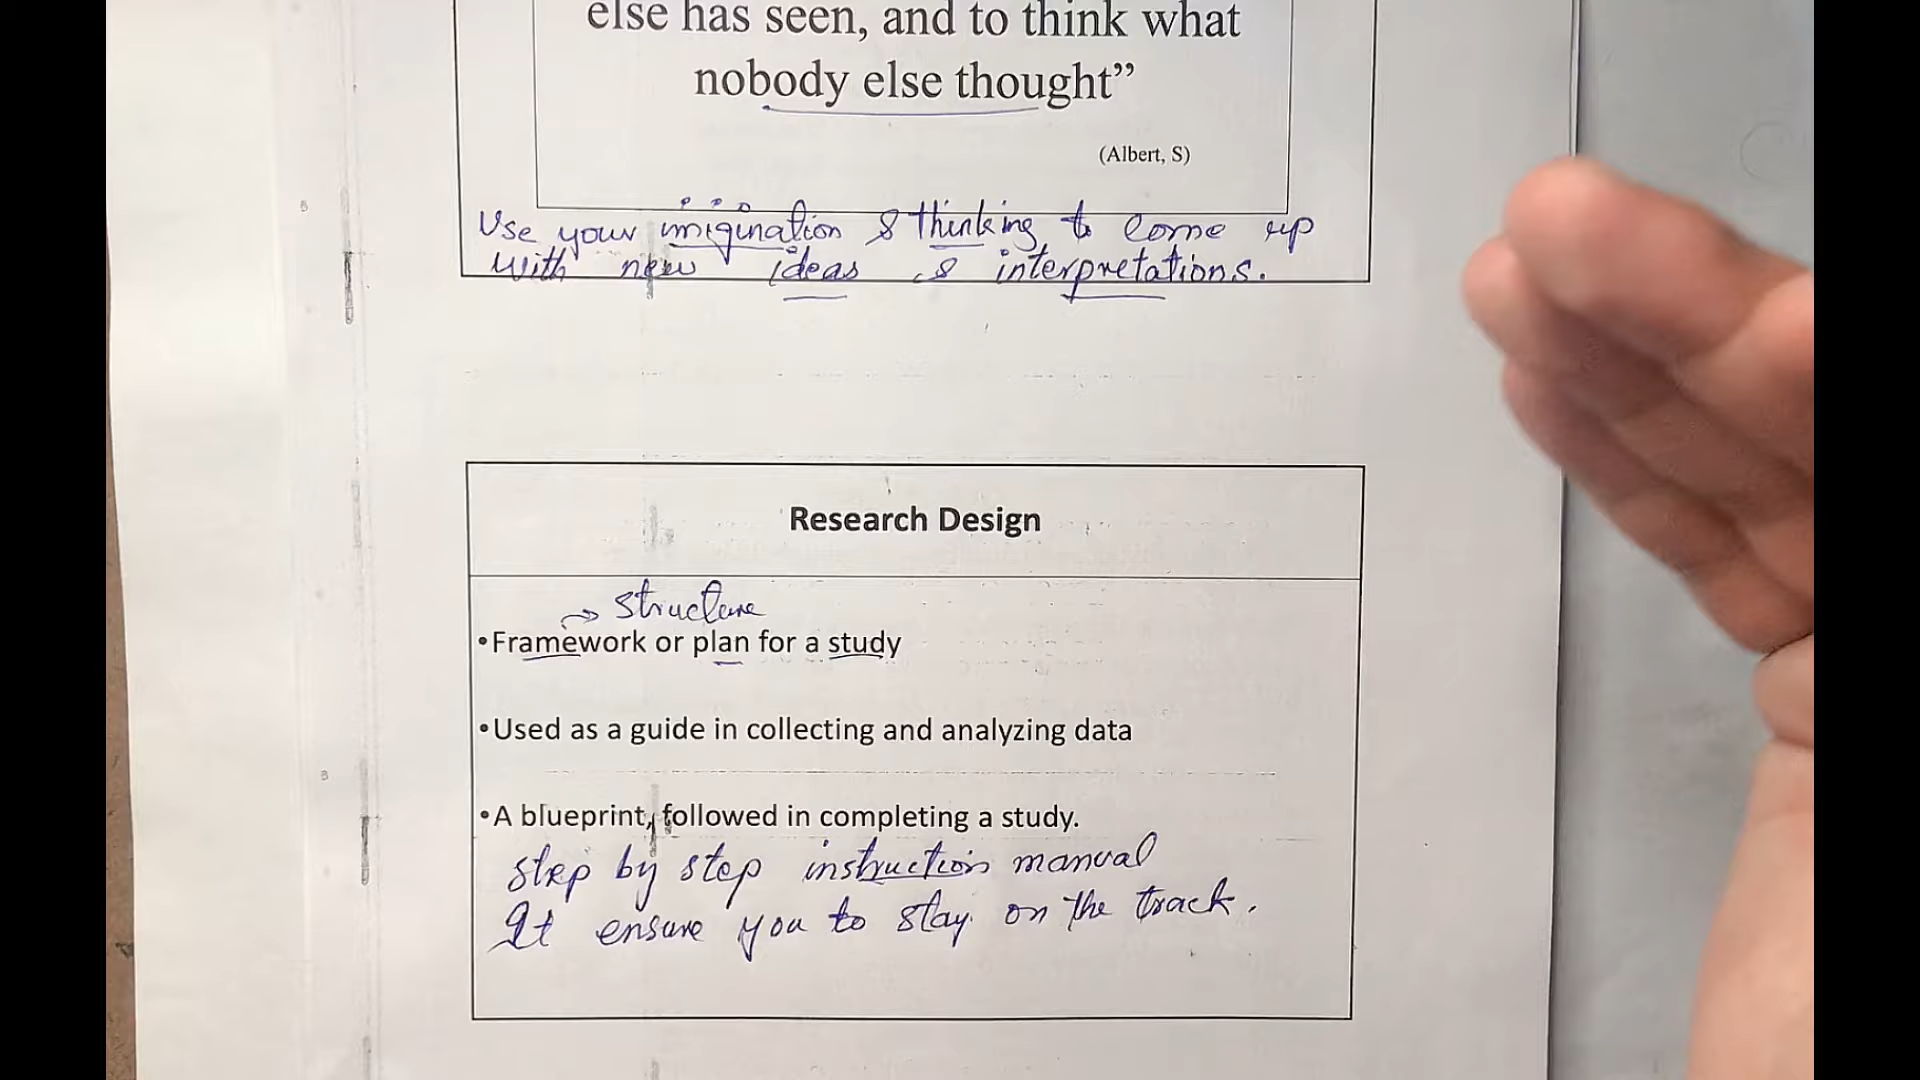 else has seen, and to think what
nobody else thought”
(Albert, S)
Use your imigination & thinking to come up
with new ideas & interpretations.
Research Design
→ structure
•Framework or plan for a study
•Used as a guide in collecting and analyzing data
•A blueprint, followed in completing a study.
step by step instruction manual
It ensure you to stay on the track.